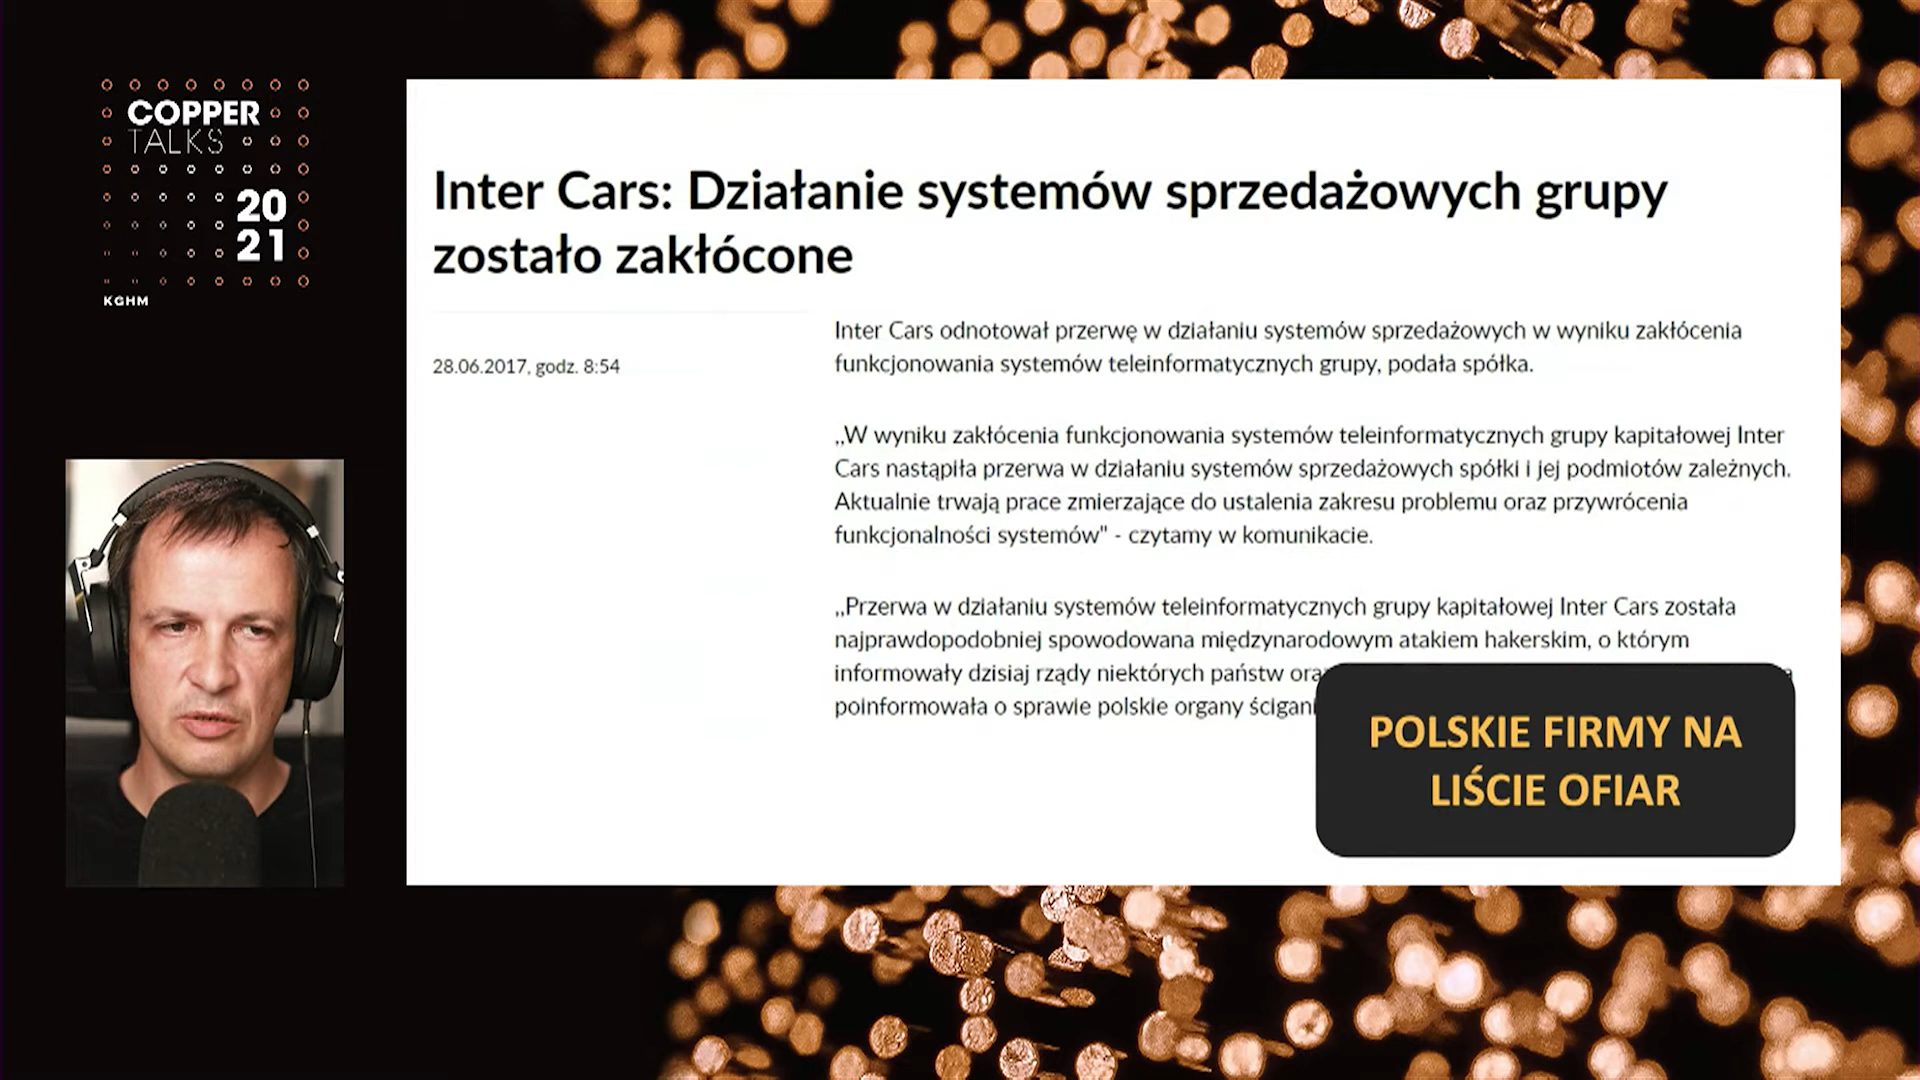 COPPER
TALKS
20
21
KGHM
Inter Cars: Działanie systemów sprzedażowych grupy
zostało zakłócone
28.06.2017, godz. 8:54
Inter Cars odnotował przerwę w działaniu systemów sprzedażowych w wyniku zakłócenia
funkcjonowania systemów teleinformatycznych grupy, podała spółka.
,,W wyniku zakłócenia funkcjonowania systemów teleinformatycznych grupy kapitałowej Inter
Cars nastąpiła przerwa w działaniu systemów sprzedażowych spółki i jej podmiotów zależnych.
Aktualnie trwają prace zmierzające do ustalenia zakresu problemu oraz przywrócenia
funkcjonalności systemów" - czytamy w komunikacie.
,,Przerwa w działaniu systemów teleinformatycznych grupy kapitałowej Inter Cars została
najprawdopodobniej spowodowana międzynarodowym atakiem hakerskim, o którym
informowały dzisiaj rządy niektórych państw
poinformowała o sprawie polskie organy
POLSKIE FIRMY NA
LIŚCIE OFIAR